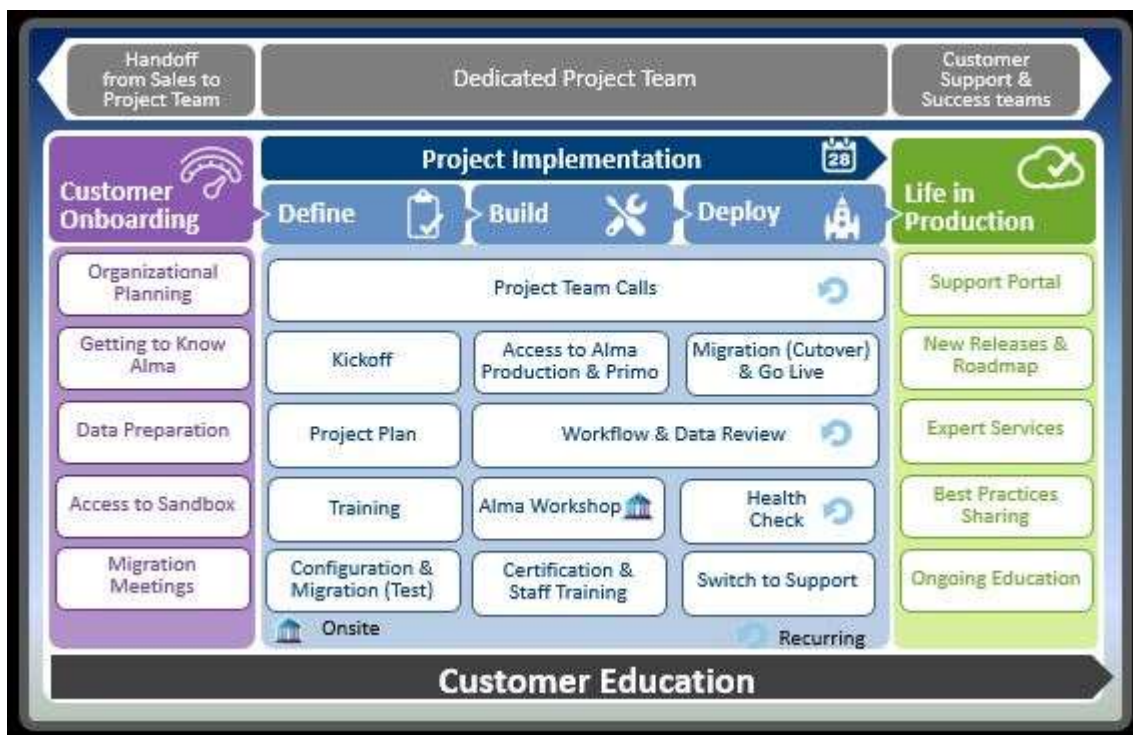 Handoff
from Sales to
Project Team
Dedicated Project Team
Customer
Support &
Success teams
Customer
Onboarding
Project Implementation
28
Define
Build
Deploy
Life in
Production
Organizational
Planning
Getting to Know
Alma
Data Preparation
Access to Sandbox
Migration
Meetings
Project Team Calls
Kickoff
Access to Alma
Production & Primo
Migration (Cutover)
& Go Live
Project Plan
Workflow & Data Review
Training
Alma Workshop
Health
Check
Configuration &
Migration (Test)
Certification &
Staff Training
Switch to Support
Onsite
Recurring
Support Portal
New Releases &
Roadmap
Expert Services
Best Practices
Sharing
Ongoing Education
Customer Education